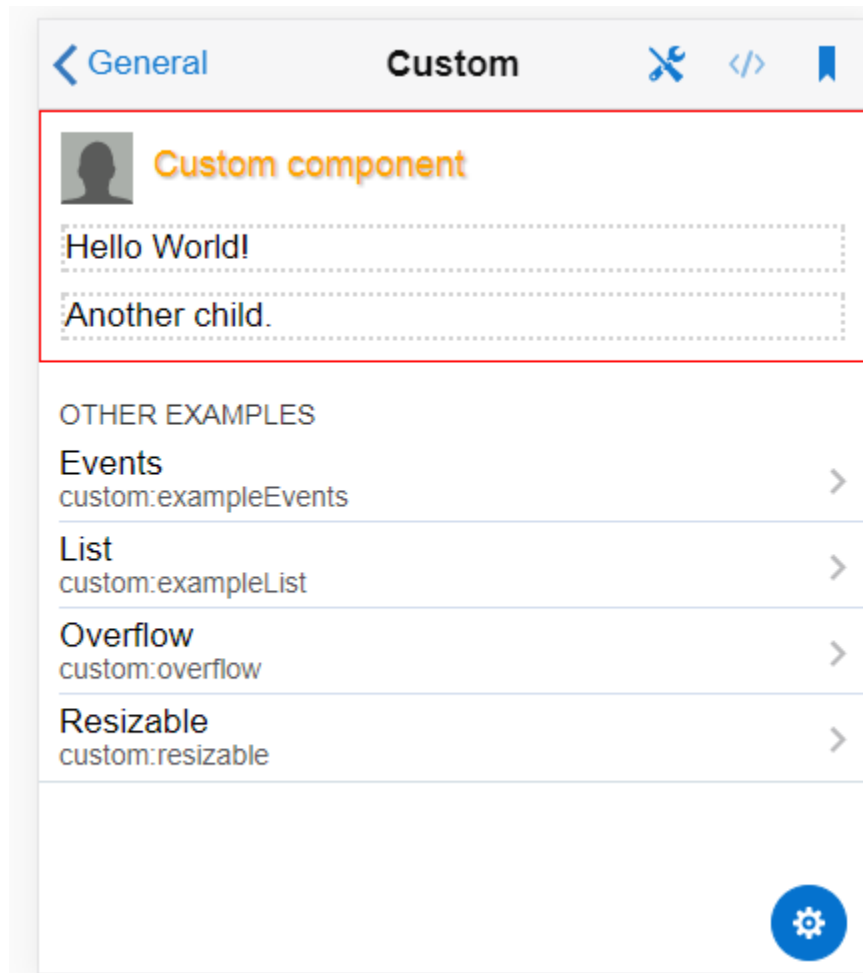 General
Custom
</>
Custom component
Hello World!
Another child.
OTHER EXAMPLES
Events
custom:exampleEvents
List
custom:exampleList
Overflow
custom:overflow
Resizable
custom:resizable